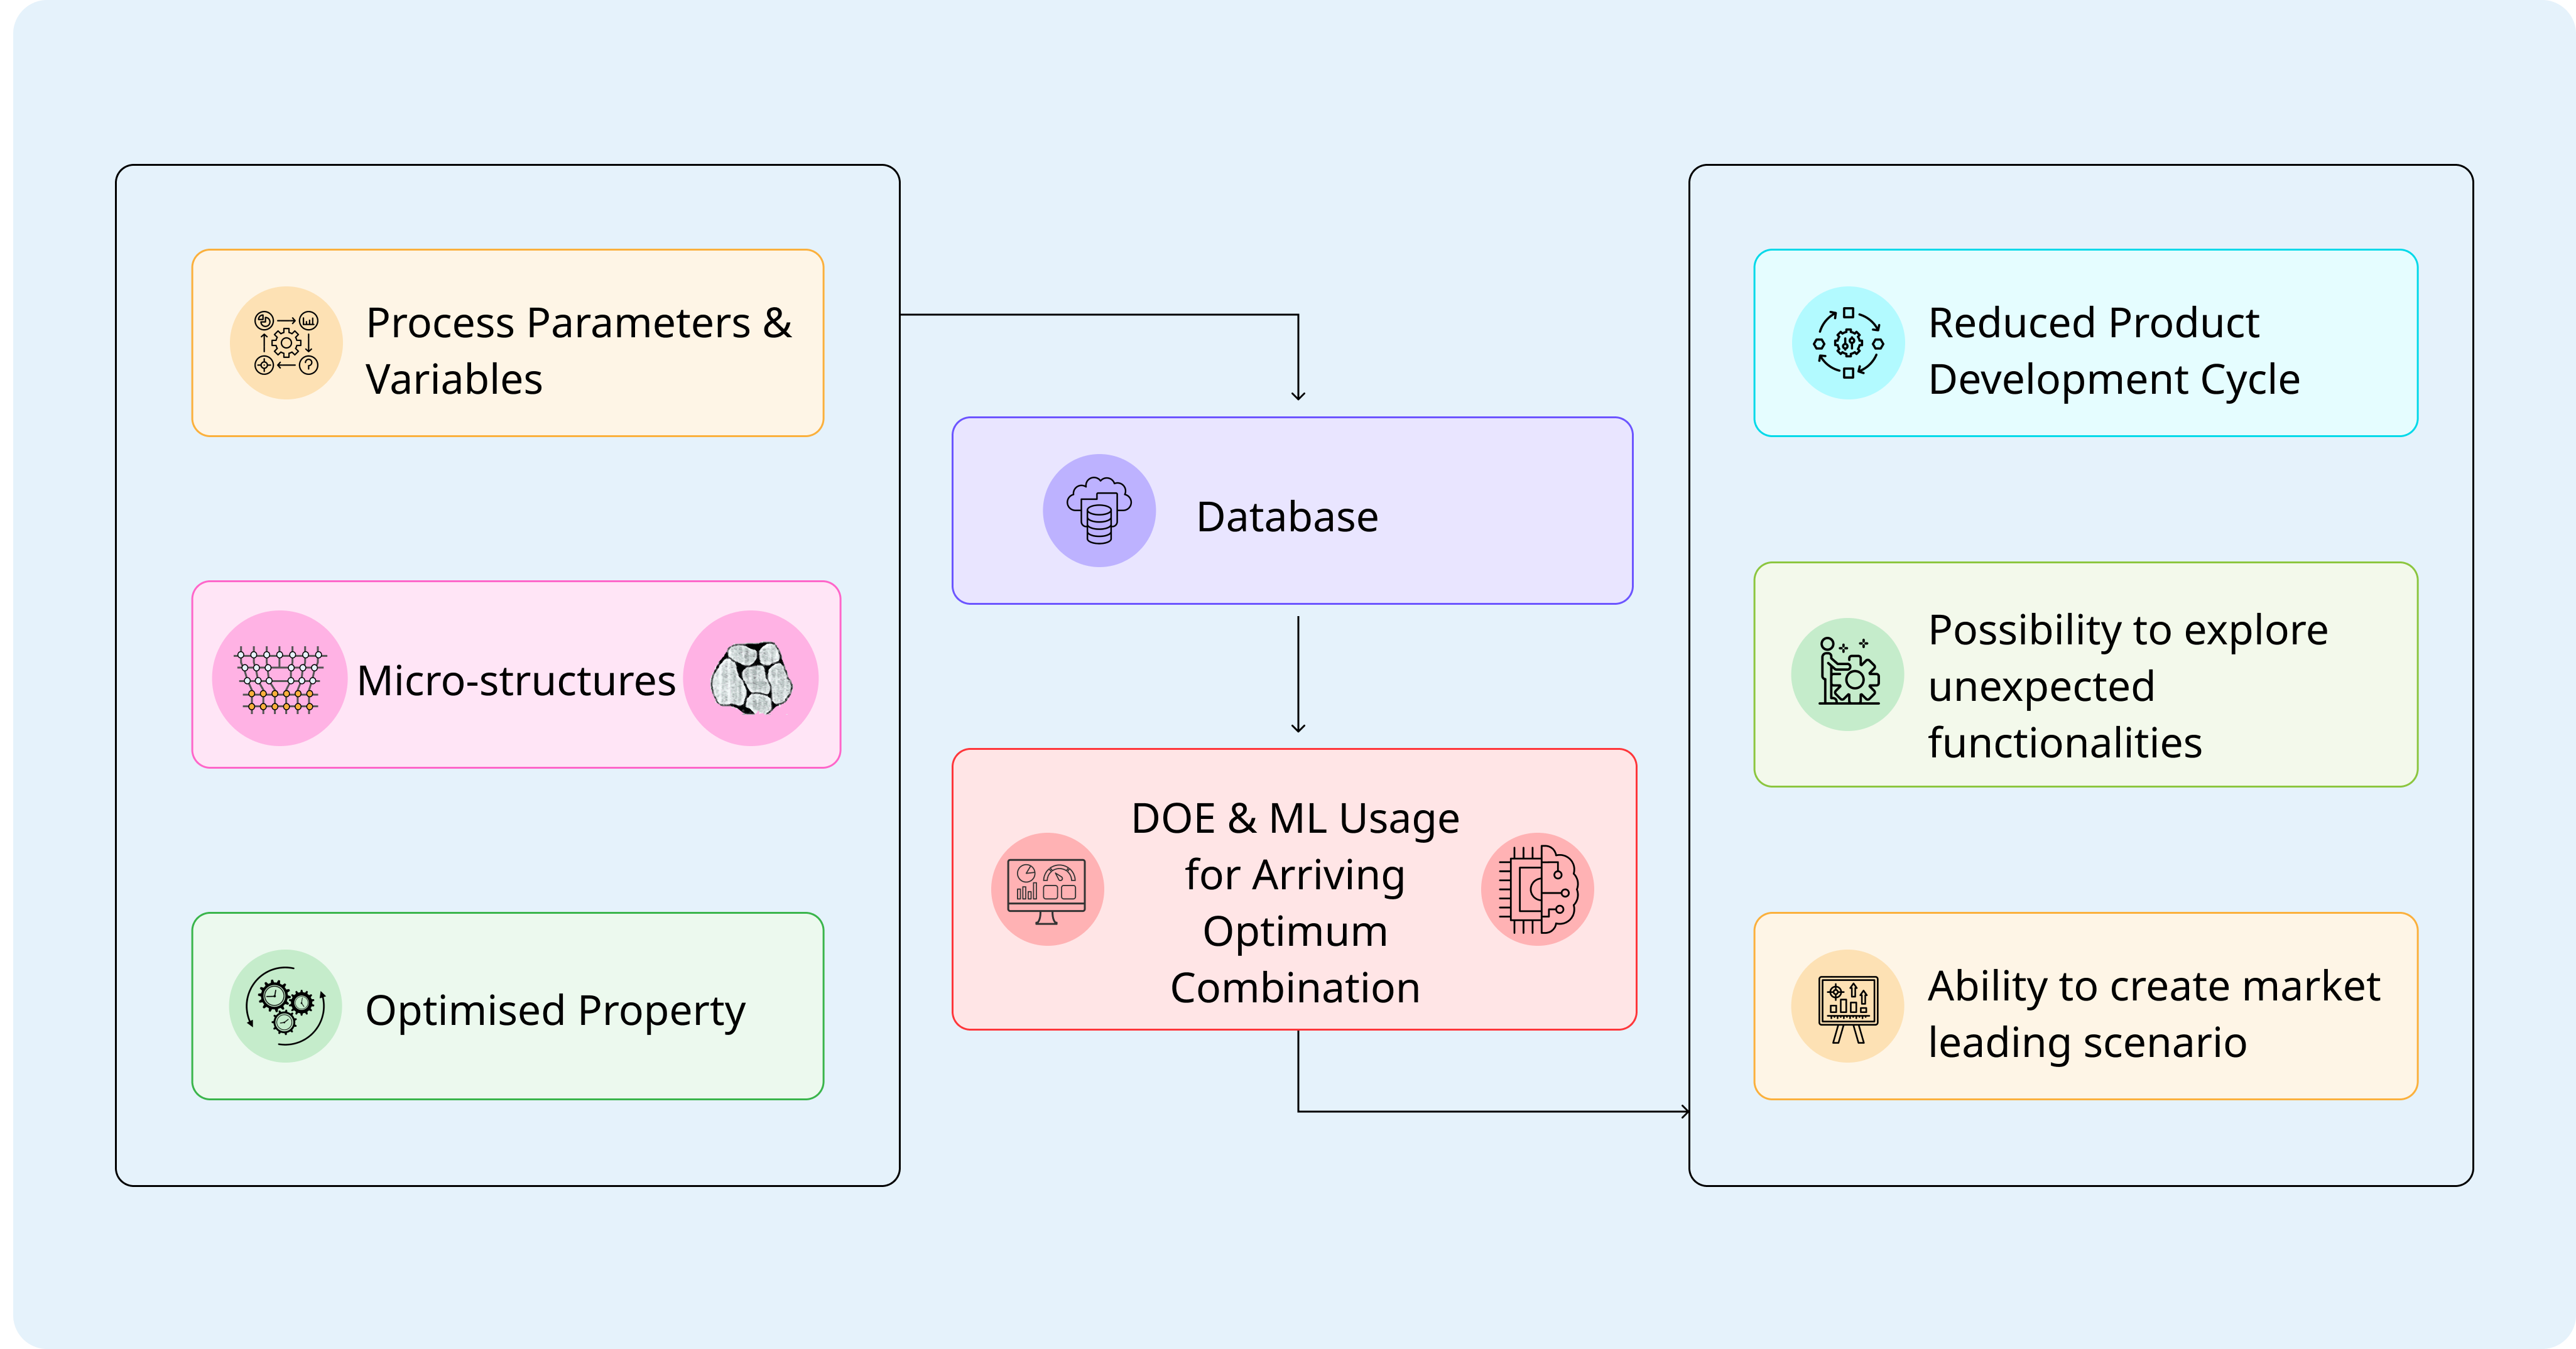 Process Parameters &
Variables
Micro-structures
Optimised Property
Database
DOE & ML Usage
for Arriving
Optimum
Combination
Reduced Product
Development Cycle
Possibility to explore
unexpected
functionalities
Ability to create market
leading scenario